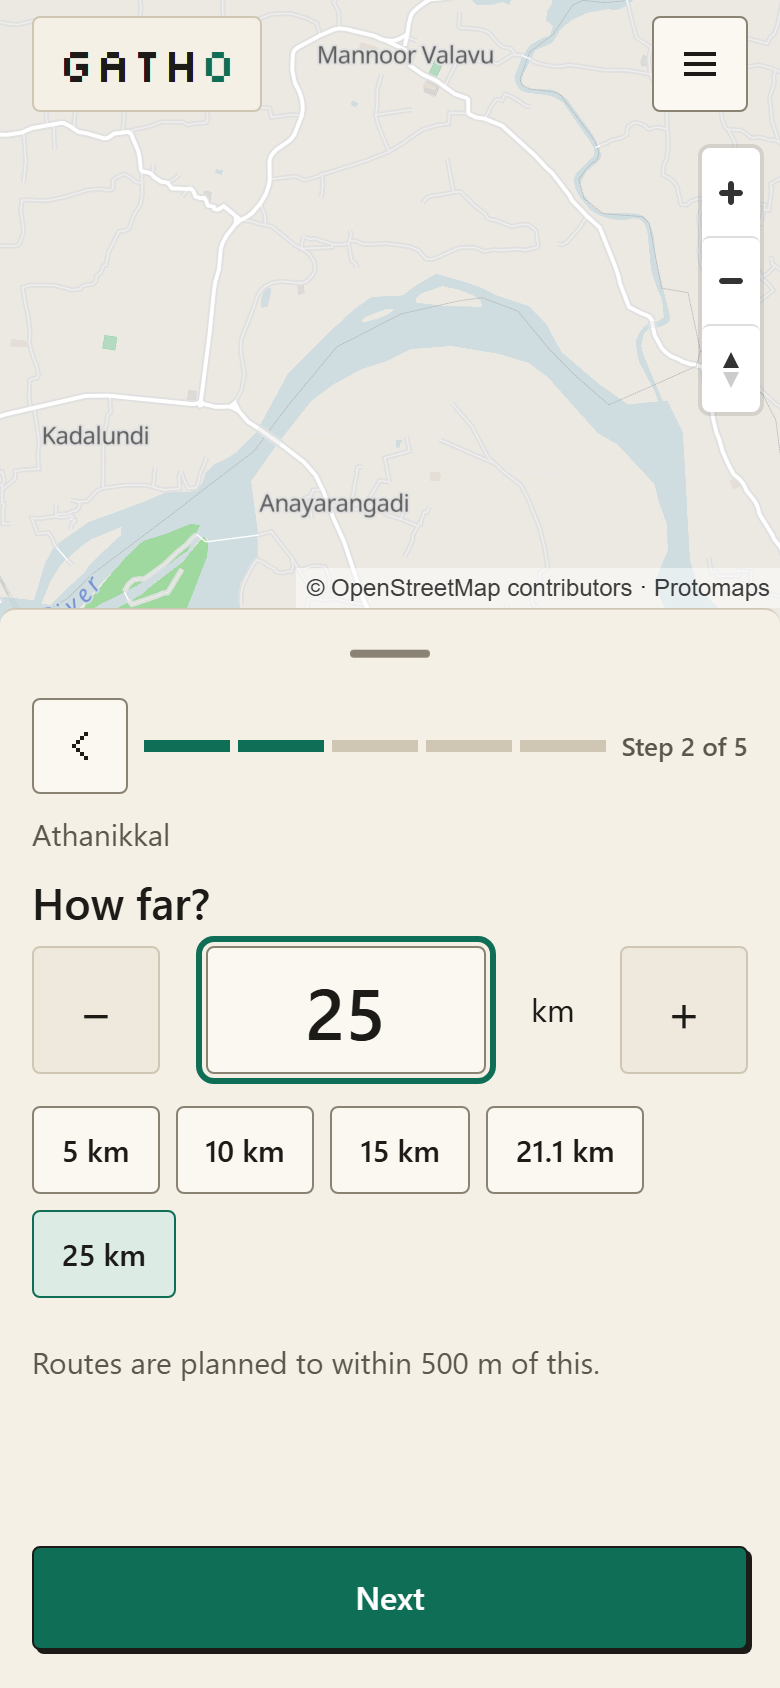 GATHO
Mannoor Valavu
Kadalundi
Anayarangadi
© OpenStreetMap contributors · Protomaps
Step 2 of 5
Athanikkal
How far?
− 25 km +
5 km 10 km 15 km 21.1 km
25 km
Routes are planned to within 500 m of this.
Next